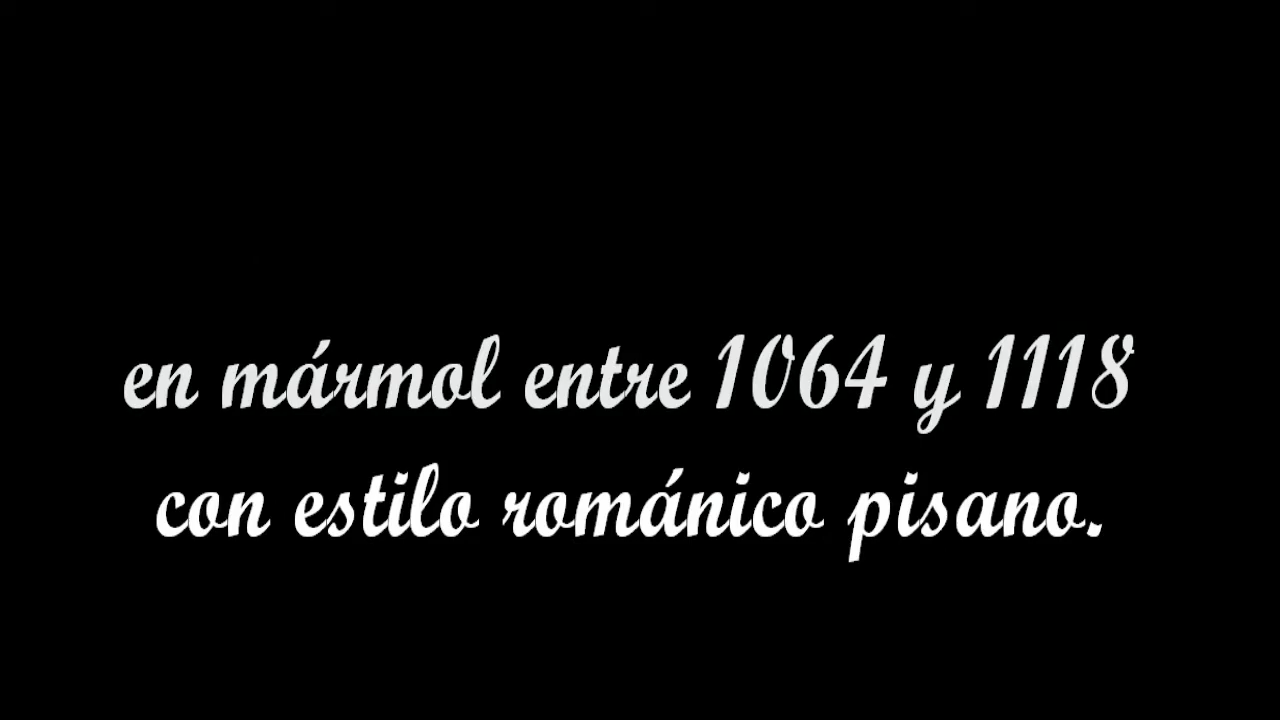 en mármol entre 1064 y 1118
con estilo románico pisano.